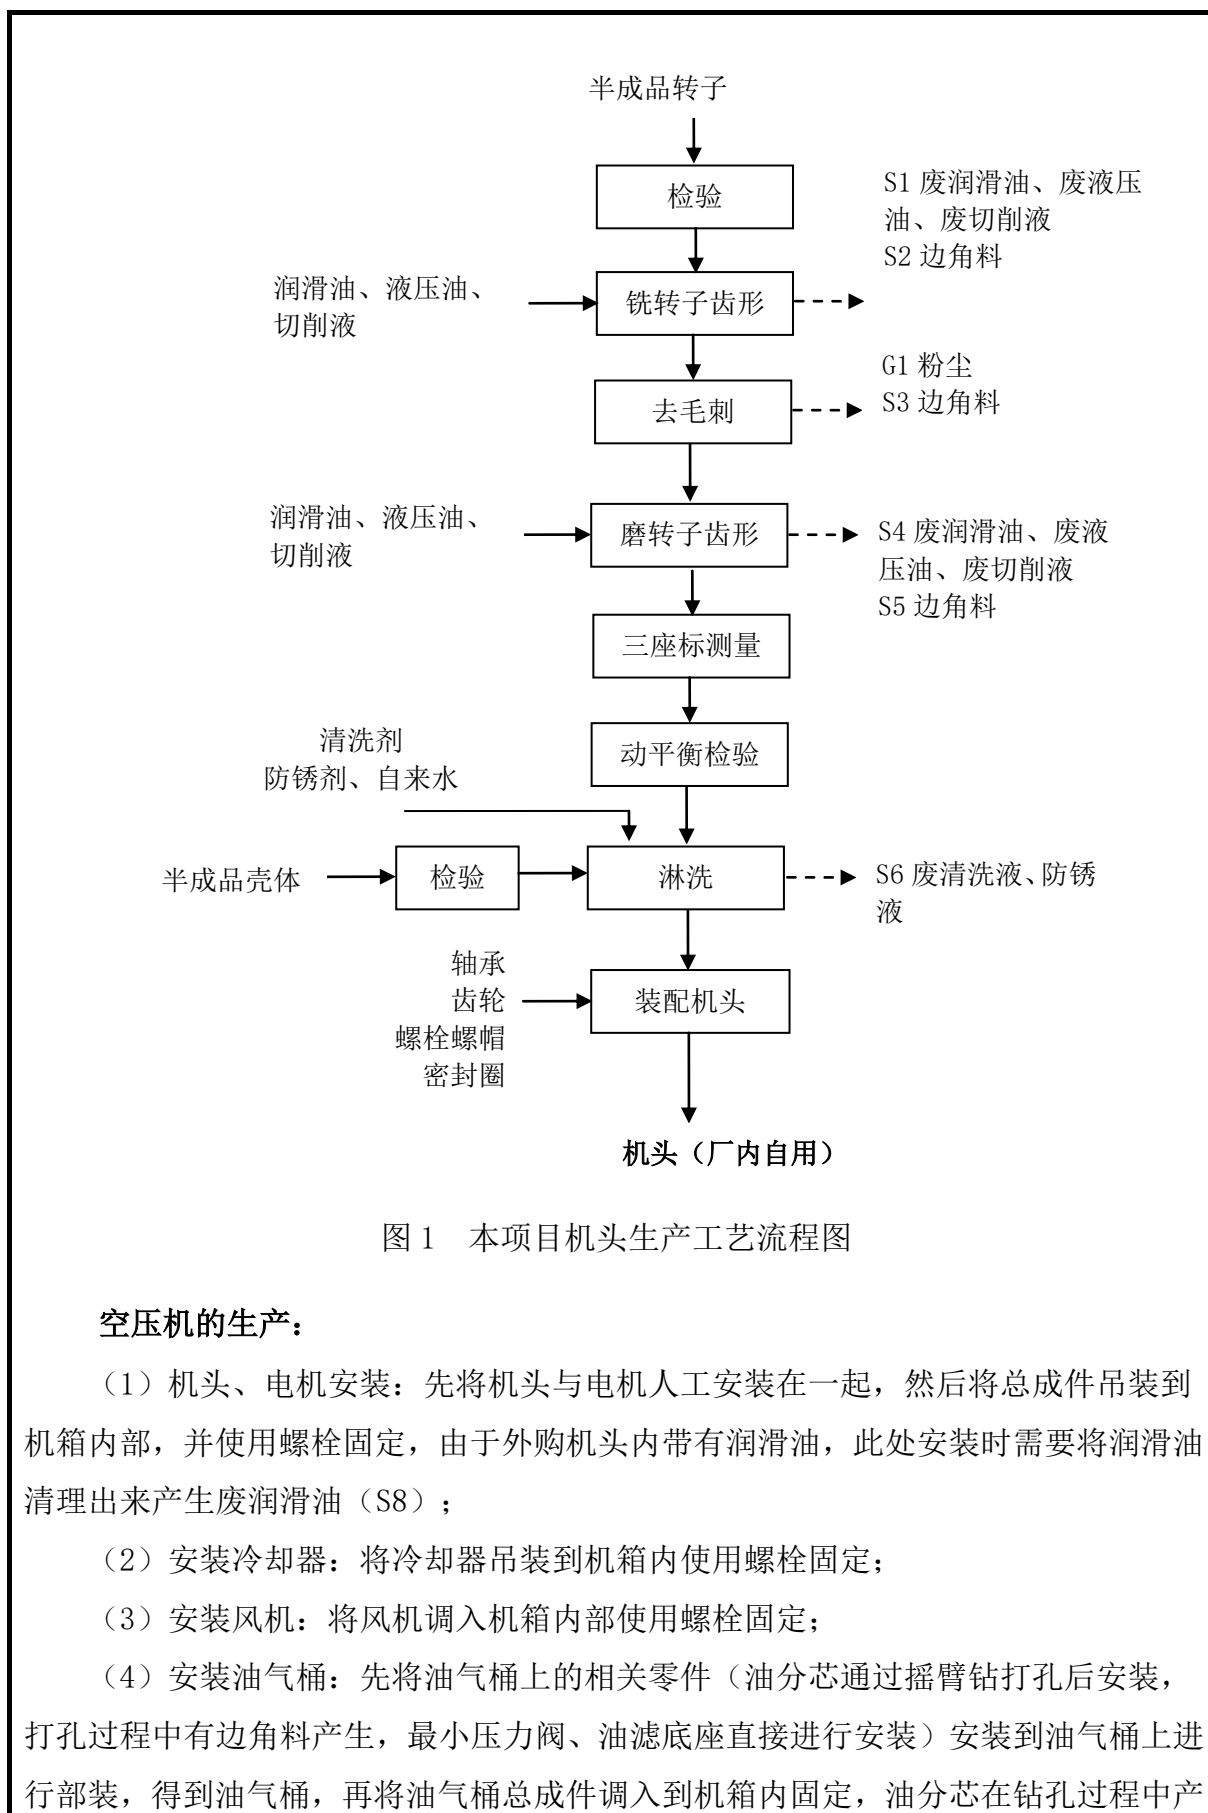 半成品转子
检验
S1 废润滑油、废液压
油、废切削液
S2 边角料
润滑油、液压油、
切削液
铣转子齿形
G1 粉尘
S3 边角料
去毛刺
润滑油、液压油、
切削液
磨转子齿形
S4 废润滑油、废液
压油、废切削液
S5 边角料
三座标测量
动平衡检验
清洗剂
防锈剂、自来水
半成品壳体
检验
淋洗
S6 废清洗液、防锈
液
轴承
齿轮
螺栓螺帽
密封圈
装配机头
机头（厂内自用）
图 1 本项目机头生产工艺流程图
空压机的生产：
（1）机头、电机安装：先将机头与电机人工安装在一起，然后将总成件吊装到
机箱内部，并使用螺栓固定，由于外购机头内带有润滑油，此处安装时需要将润滑油
清理出来产生废润滑油（S8）；
（2）安装冷却器：将冷却器吊装到机箱内使用螺栓固定；
（3）安装风机：将风机调入机箱内部使用螺栓固定；
（4）安装油气桶：先将油气桶上的相关零件（油分芯通过摇臂钻打孔后安装，
打孔过程中有边角料产生，最小压力阀、油滤底座直接进行安装）安装到油气桶上进
行部装，得到油气桶，再将油气桶总成件调入到机箱内固定，油分芯在钻孔过程中产